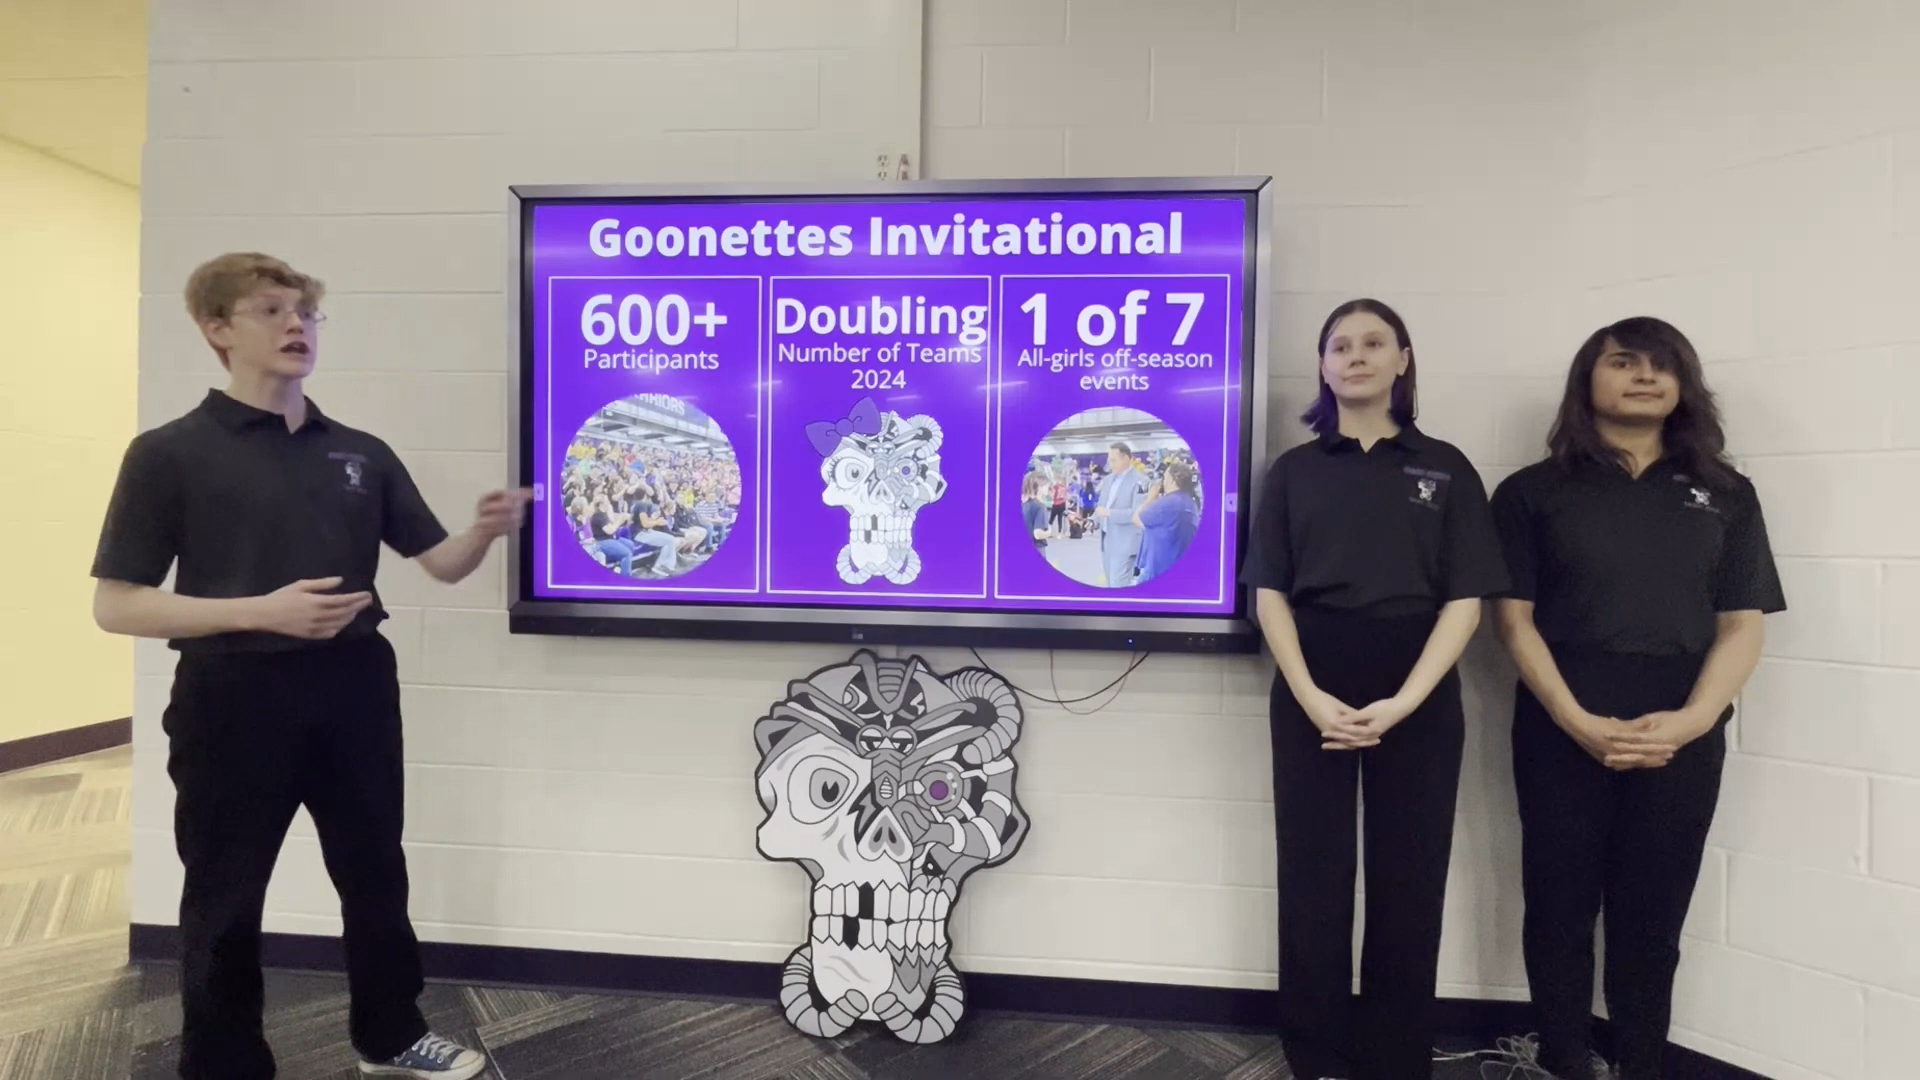 Goonettes Invitational
600+
Participants
Doubling
Number of Teams
2024
1 of 7
All-girls off-season
events